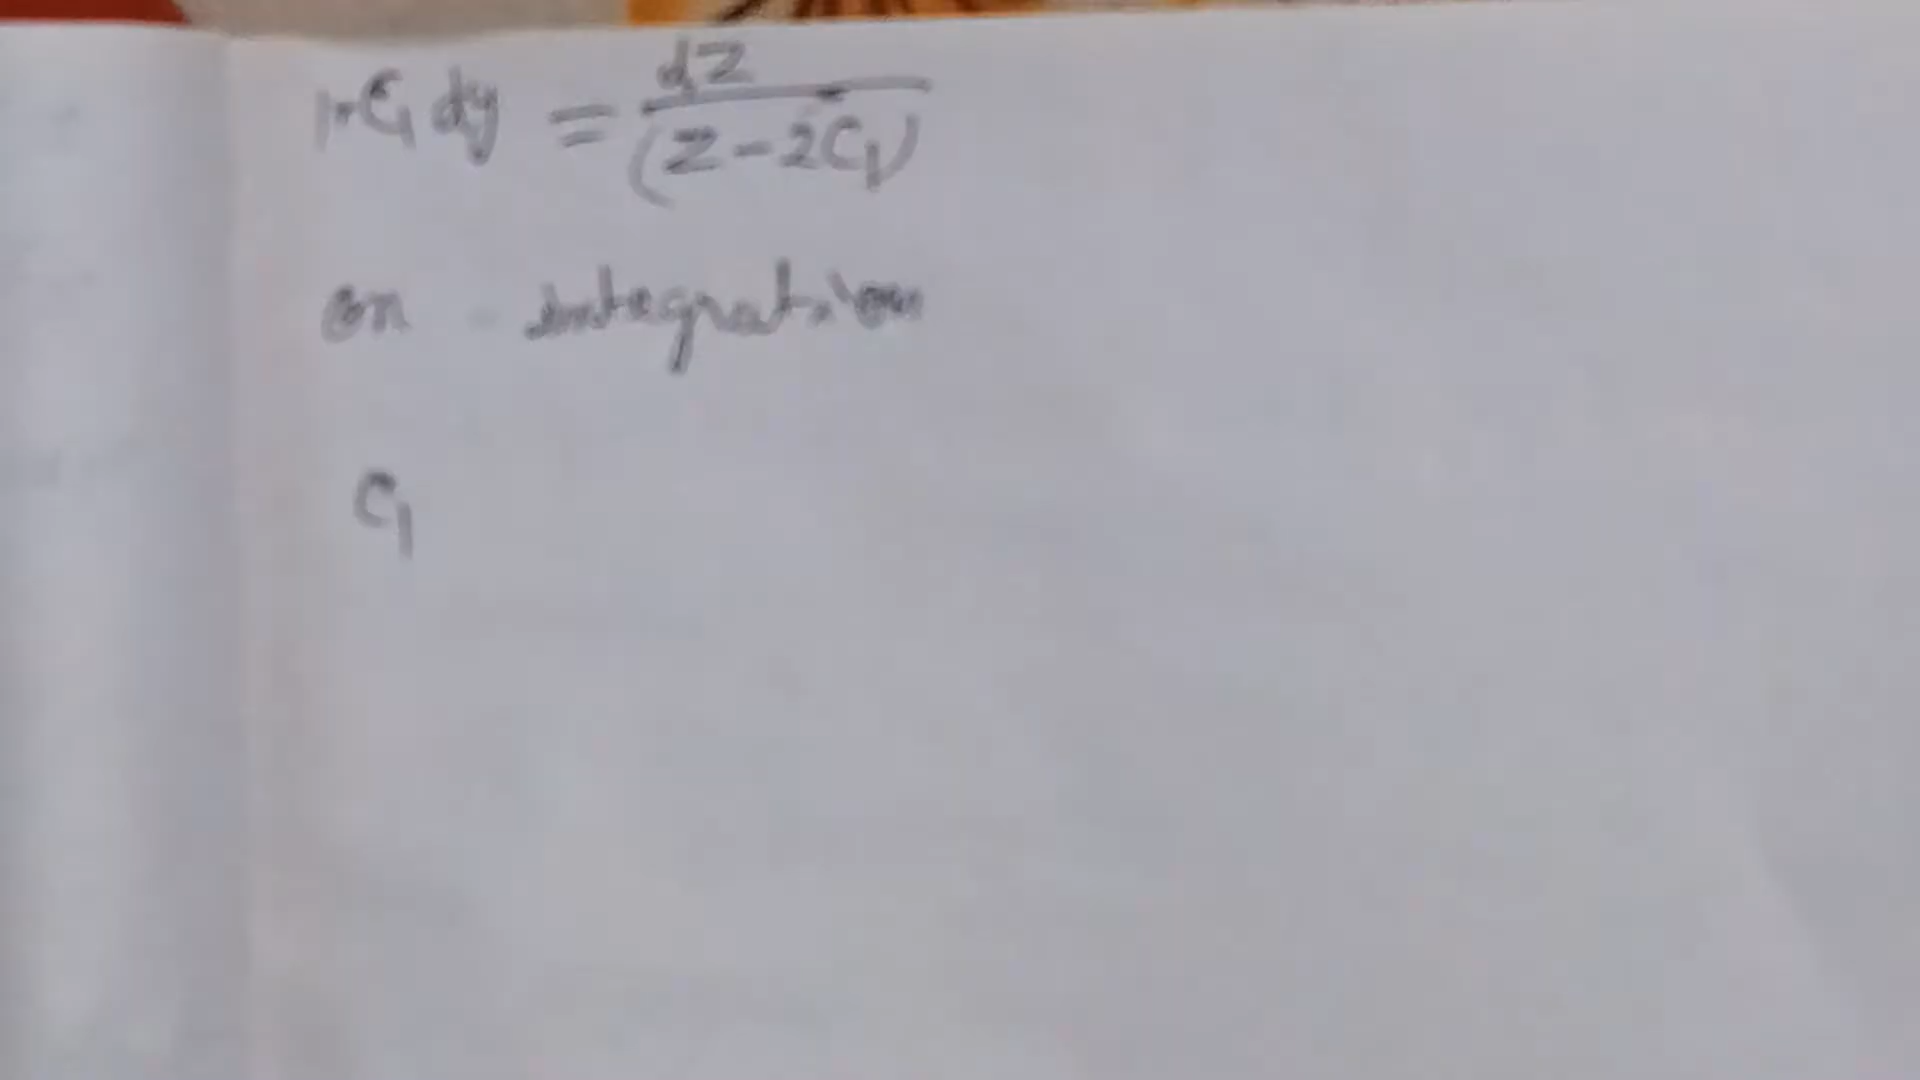 1·C₁ dy = dz / (z - 2C₁)
on integration
C₁